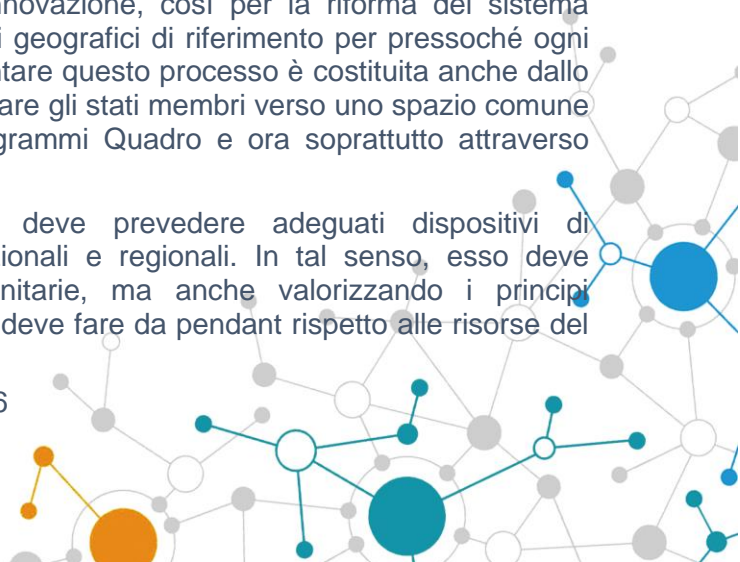 nnovazione, così per la riforma del sistema
i geografici di riferimento per pressoché ogni
ntare questo processo è costituita anche dallo
are gli stati membri verso uno spazio comune
grammi Quadro e ora soprattutto attraverso
deve prevedere adeguati dispositivi di
zionali e regionali. In tal senso, esso deve
nitarie, ma anche valorizzando i principi
deve fare da pendant rispetto alle risorse del
6